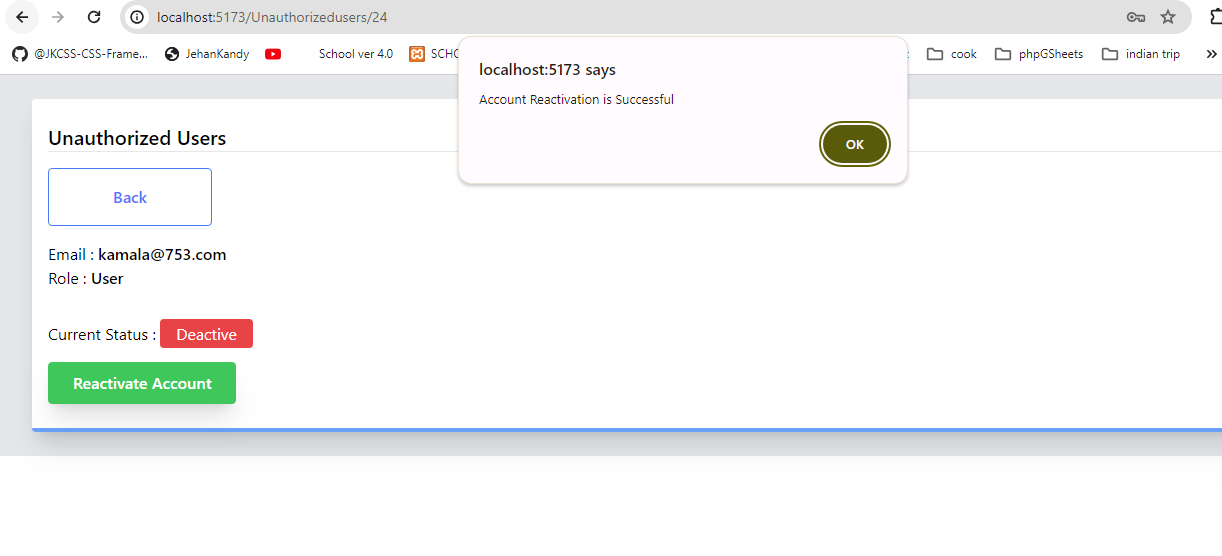 localhost:5173/Unauthorizedusers/24
@JKCSS-CSS-Frame... JehanKandy School ver 4.0 SCHO cook phpGSheets indian trip »
localhost:5173 says
Account Reactivation is Successful
OK
Unauthorized Users
Back
Email : kamala@753.com
Role : User
Current Status : Deactive
Reactivate Account